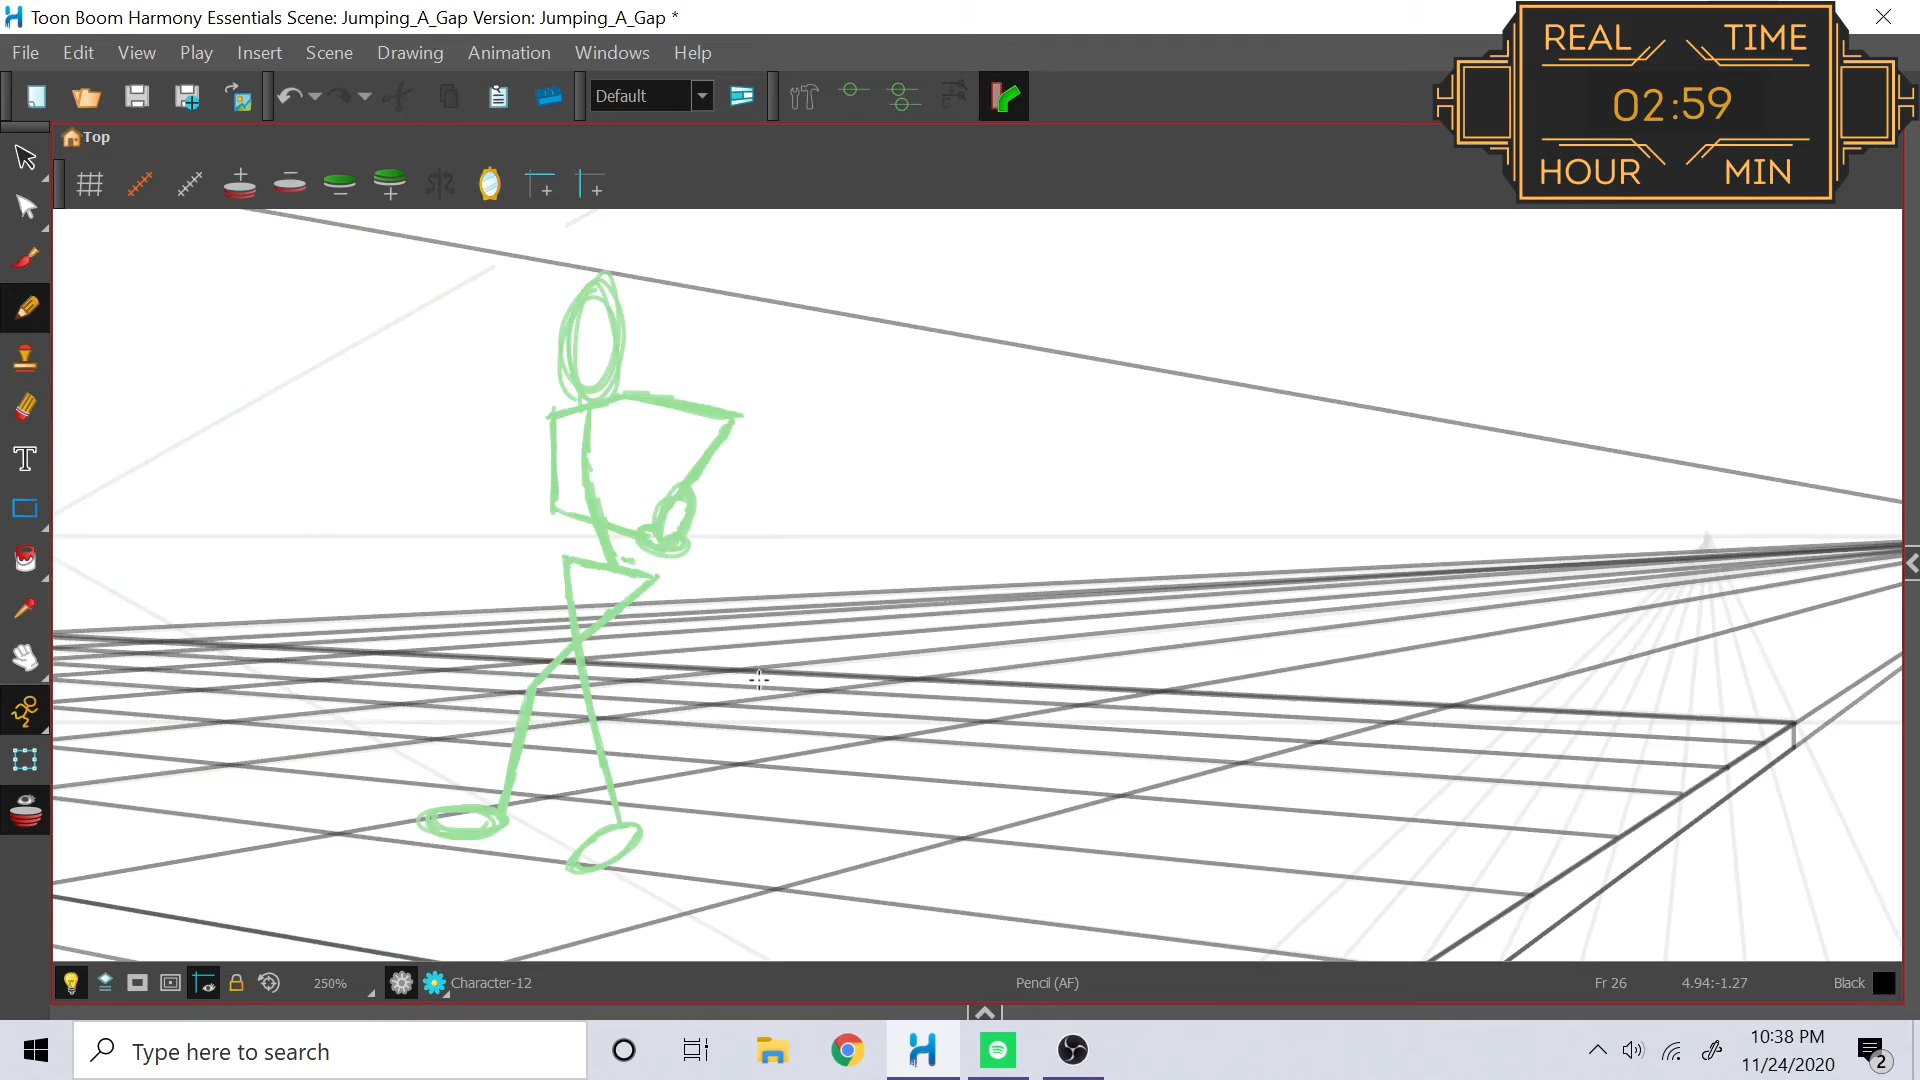 Toon Boom Harmony Essentials Scene: Jumping_A_Gap Version: Jumping_A_Gap *
File Edit View Play Insert Scene Drawing Animation Windows Help
REAL TIME
02:59
HOUR MIN
Default
Top
T
250%
Character-12
Pencil (AF)
Fr 26
4.94:-1.27
Black
Type here to search
10:38 PM
11/24/2020
2